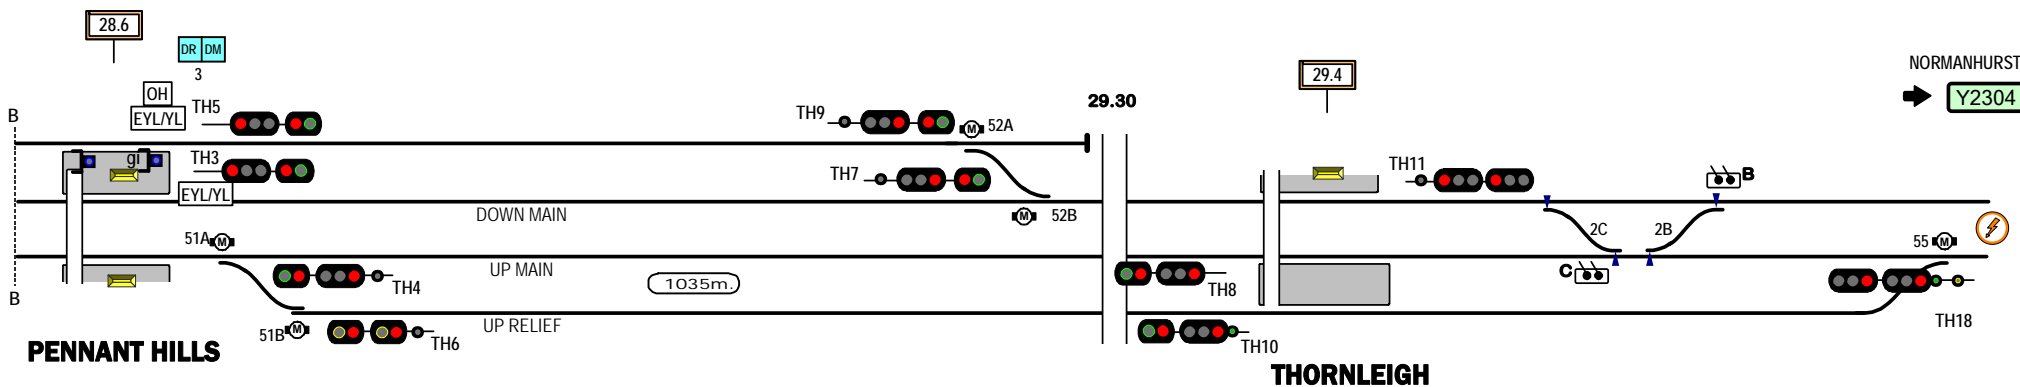 28.6
DR DM
3
OH
EYL/YL
TH5
B
gi
TH3
EYL/YL
TH9
52A
29.30
29.4
NORMANHURST
Y2304
TH7
TH11
B
DOWN MAIN
52B
2C
2B
51A
55
UP MAIN
1035m.
TH4
TH8
C
B
51B
UP RELIEF
TH6
TH10
TH18
PENNANT HILLS
THORNLEIGH
M
M
M
M
M